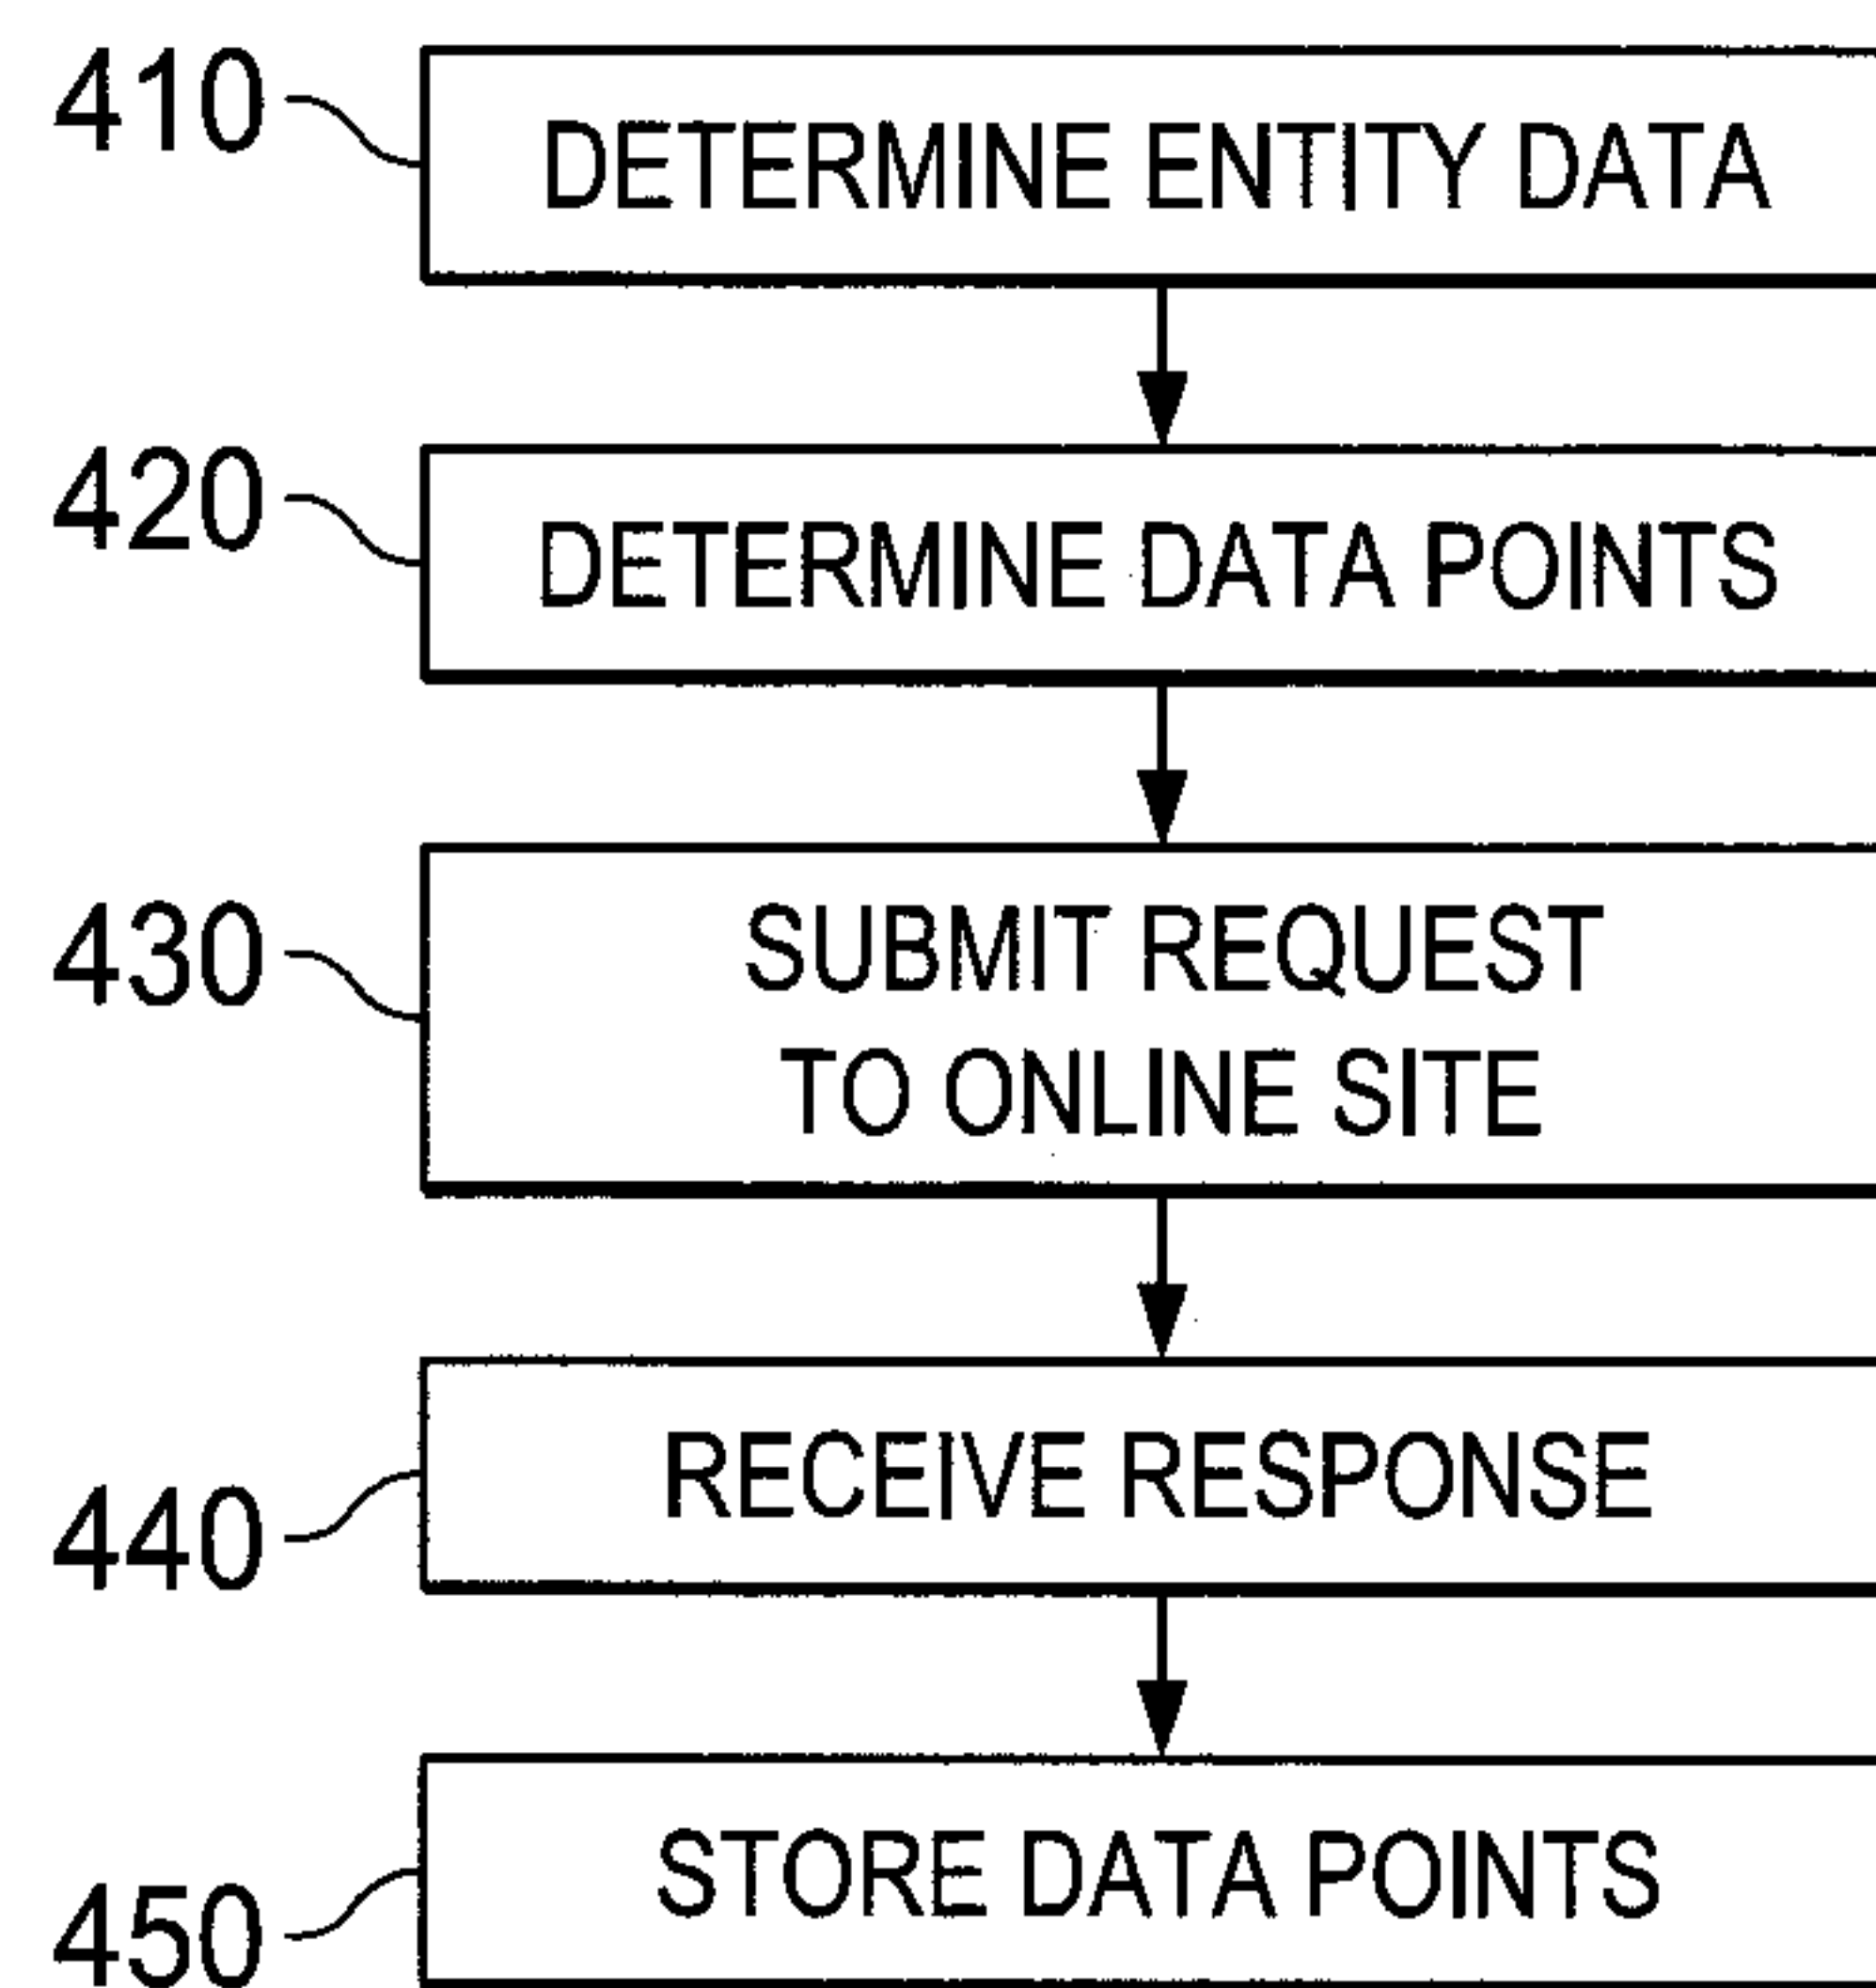 410
DETERMINE ENTITY DATA
420
DETERMINE DATA POINTS
430
SUBMIT REQUEST
TO ONLINE SITE
440
RECEIVE RESPONSE
450
STORE DATA POINTS